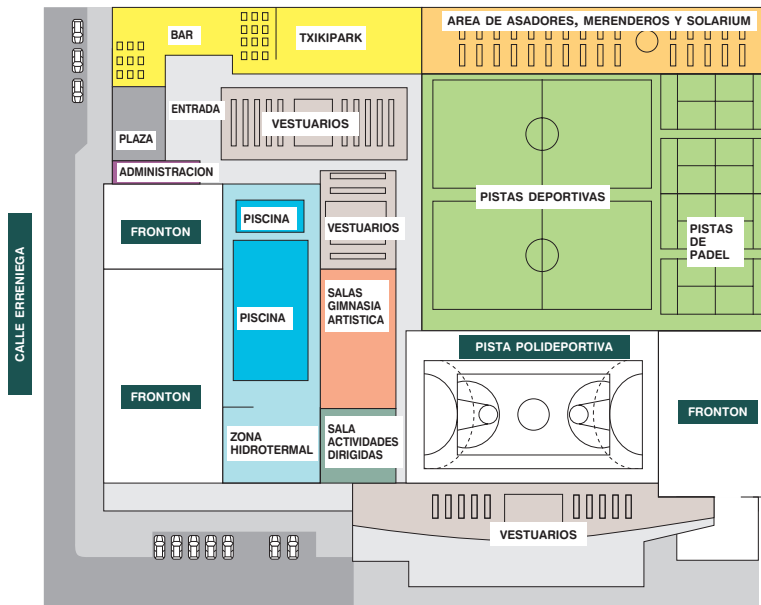 BAR
TXIKIPARK
AREA DE ASADORES, MERENDEROS Y SOLARIUM
ENTRADA
VESTUARIOS
PLAZA
ADMINISTRACION
PISTAS DEPORTIVAS
PISCINA
VESTUARIOS
FRONTON
PISTAS
DE
PADEL
CALLE ERRENIEGA
PISCINA
SALAS
GIMNASIA
ARTISTICA
PISTA POLIDEPORTIVA
FRONTON
FRONTON
ZONA
HIDROTERMAL
SALA
ACTIVIDADES
DIRIGIDAS
VESTUARIOS